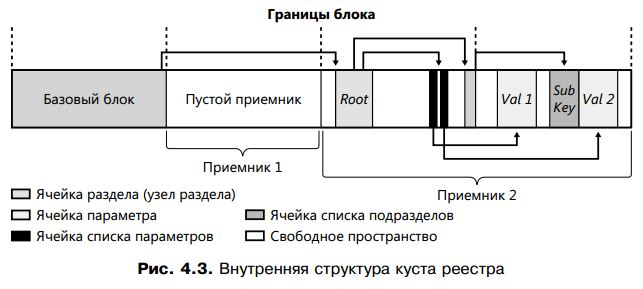 Границы блока
Базовый блок
Пустой приемник
Root
Val 1
Sub
Key
Val 2
Приемник 1
Приемник 2
Ячейка раздела (узел раздела)
Ячейка параметра
Ячейка списка подразделов
Ячейка списка параметров
Свободное пространство
Рис. 4.3. Внутренняя структура куста реестра